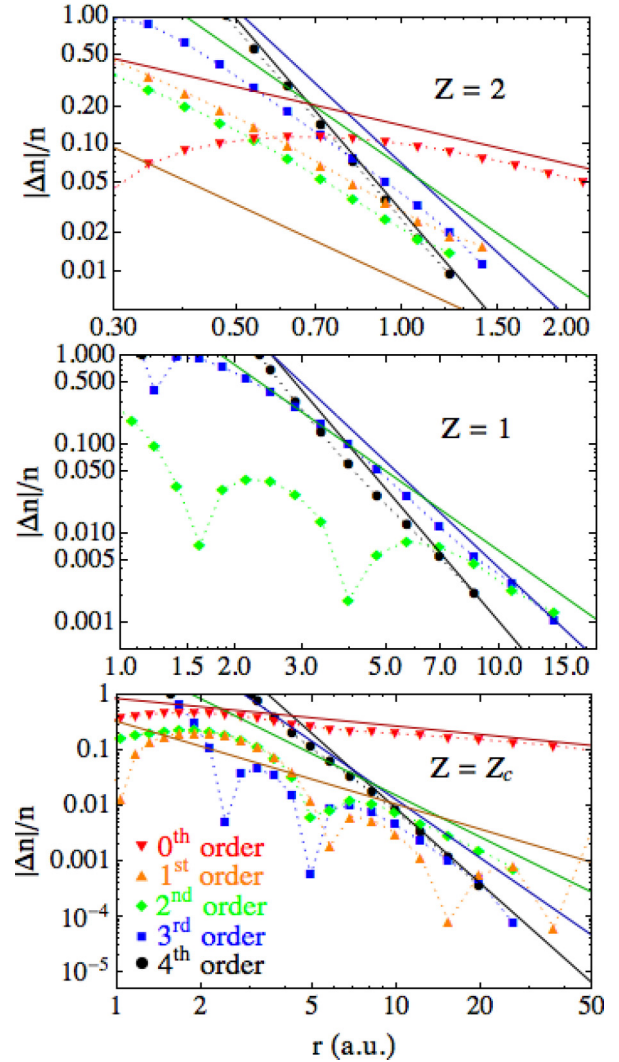 1.00
0.50
0.20
0.10
0.05
0.02
0.01
|Δn|/n
Z = 2
0.30 0.50 0.70 1.00 1.50 2.00
1.000
0.500
0.100
0.050
0.010
0.005
0.001
|Δn|/n
Z = 1
1.0 1.5 2.0 3.0 5.0 7.0 10.0 15.0
1
0.1
0.01
0.001
10⁻⁴
10⁻⁵
|Δn|/n
Z = Z_c
0ᵗʰ order
1ˢᵗ order
2ⁿᵈ order
3ʳᵈ order
4ᵗʰ order
1 2 5 10 20 50
r (a.u.)